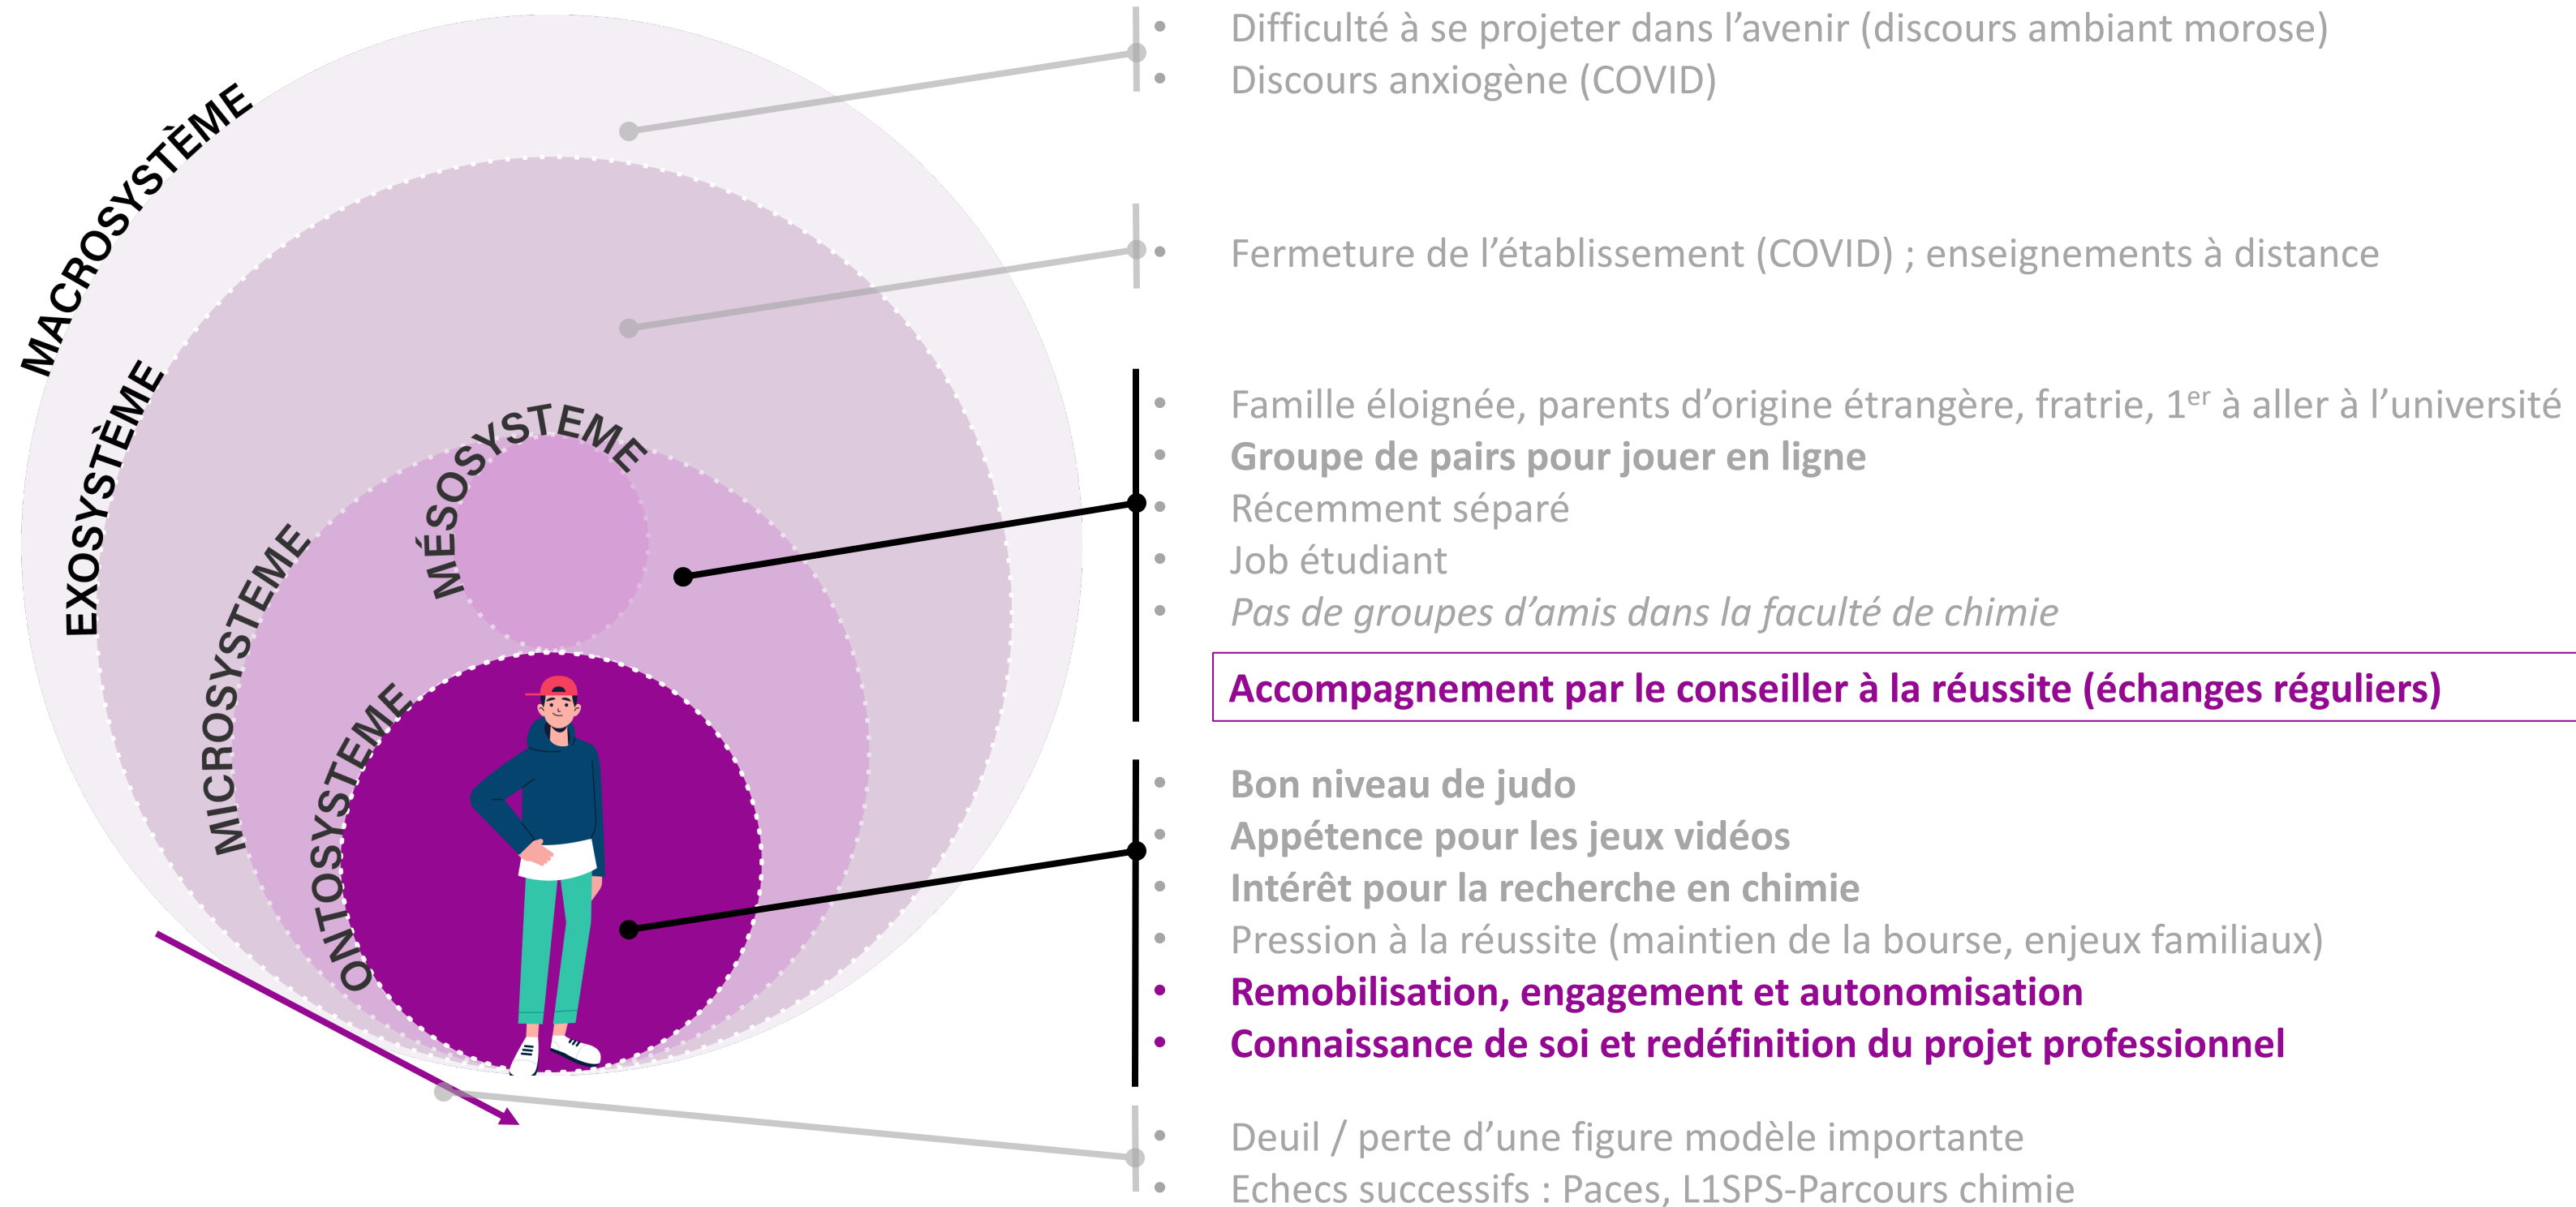 MACROSYSTÈME
EXOSYSTÈME
MICROSYSTEME
MÉSOSYSTEME
ONTOSYSTEME
• Difficulté à se projeter dans l’avenir (discours ambiant morose)
• Discours anxiogène (COVID)
• Fermeture de l’établissement (COVID) ; enseignements à distance
• Famille éloignée, parents d’origine étrangère, fratrie, 1er à aller à l’université
• Groupe de pairs pour jouer en ligne
• Récemment séparé
• Job étudiant
• Pas de groupes d’amis dans la faculté de chimie
Accompagnement par le conseiller à la réussite (échanges réguliers)
• Bon niveau de judo
• Appétence pour les jeux vidéos
• Intérêt pour la recherche en chimie
• Pression à la réussite (maintien de la bourse, enjeux familiaux)
• Remobilisation, engagement et autonomisation
• Connaissance de soi et redéfinition du projet professionnel
• Deuil / perte d’une figure modèle importante
• Echecs successifs : Paces, L1SPS-Parcours chimie